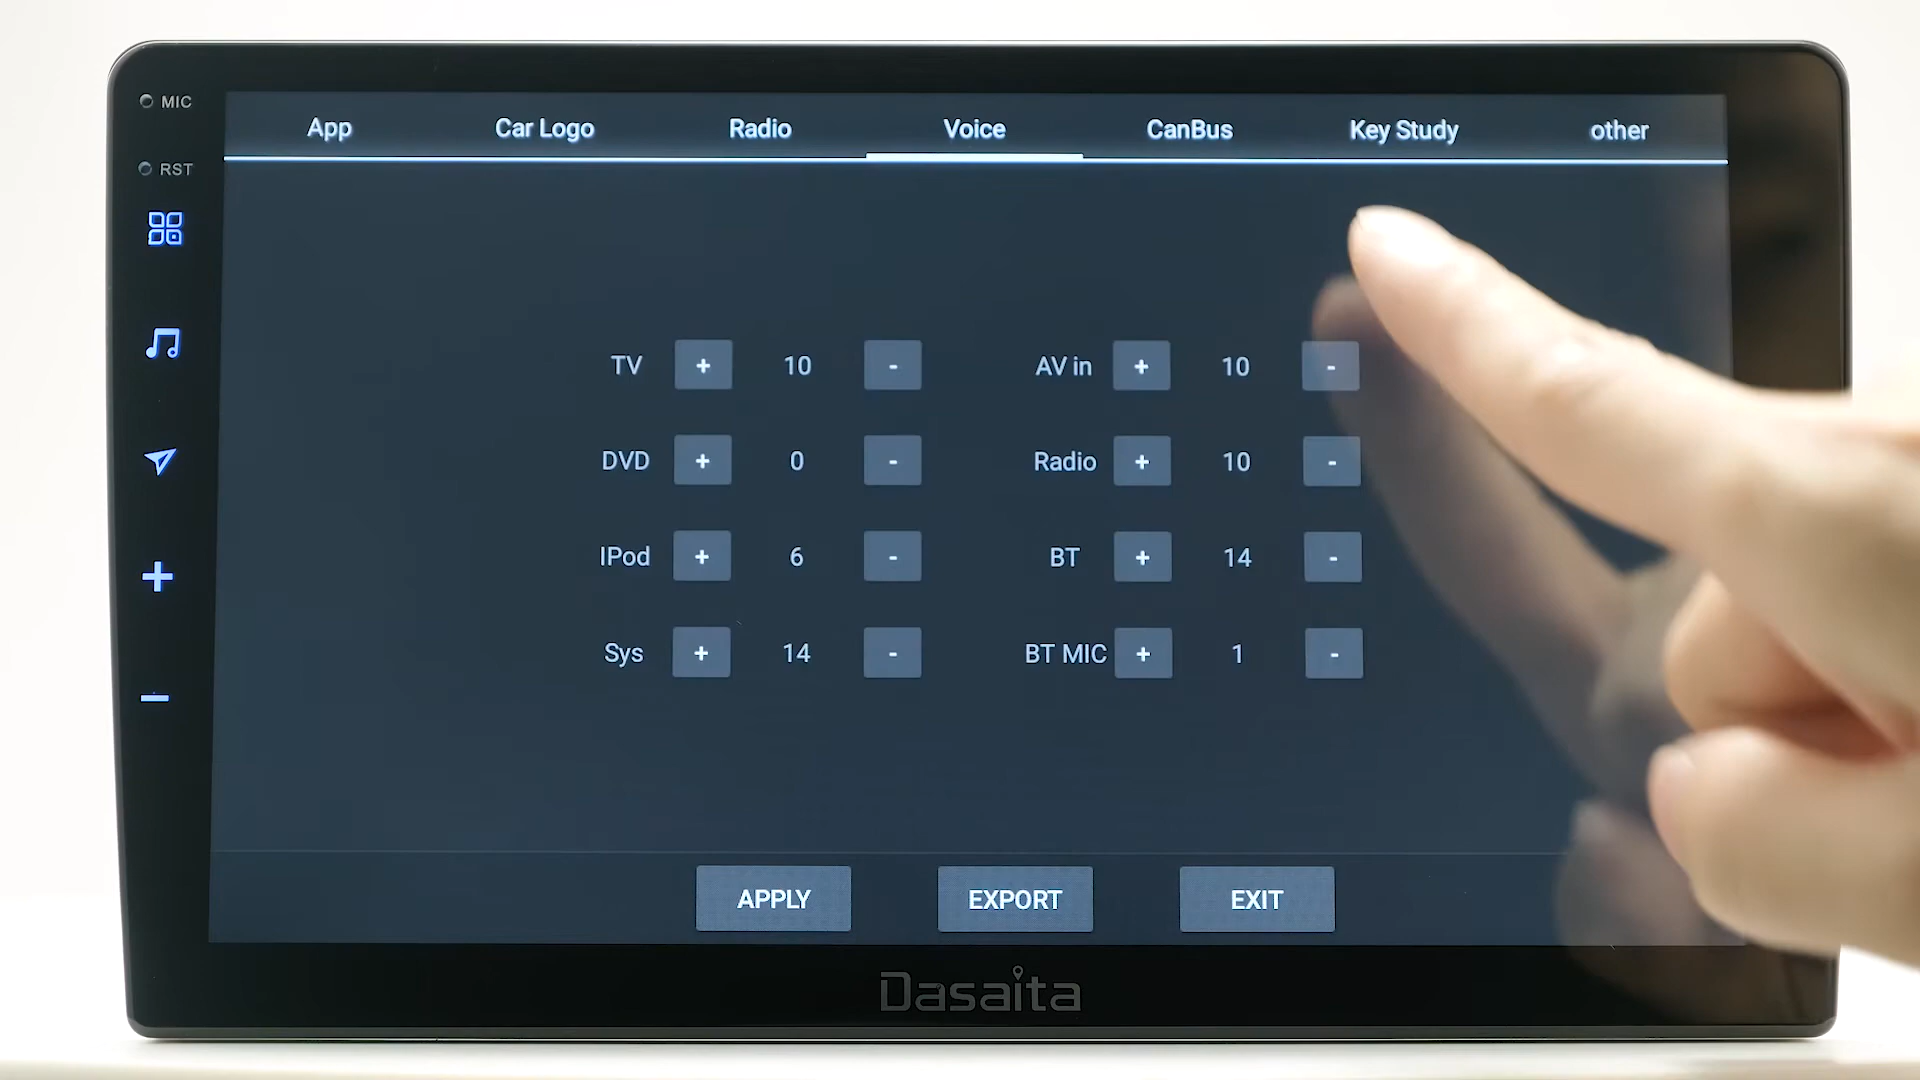 MIC
RST
App Car Logo Radio Voice CanBus Key Study other
TV + 10 - AV in + 10 -
DVD + 0 - Radio + 10 -
IPod + 6 - BT + 14 -
Sys + 14 - BT MIC + 1 -
APPLY EXPORT EXIT
Dasaita